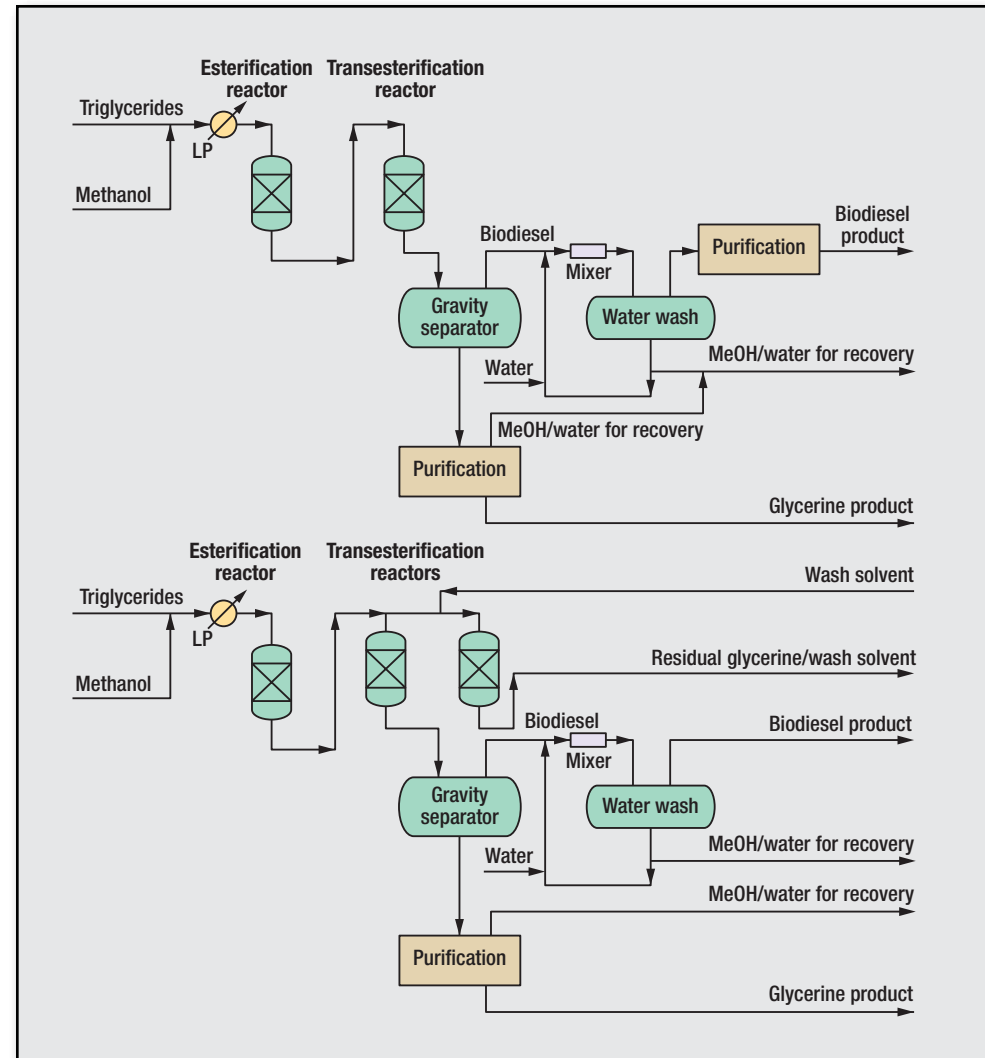 Esterification
reactor
Transesterification
reactor
Triglycerides
LP
Methanol
Biodiesel
Mixer
Purification
Biodiesel
product
Gravity
separator
Water wash
MeOH/water for recovery
Water
MeOH/water for recovery
Purification
Glycerine product
Esterification
reactor
Transesterification
reactors
Wash solvent
Triglycerides
LP
Residual glycerine/wash solvent
Methanol
Biodiesel
Mixer
Biodiesel product
Gravity
separator
Water wash
Water
MeOH/water for recovery
MeOH/water for recovery
Purification
Glycerine product